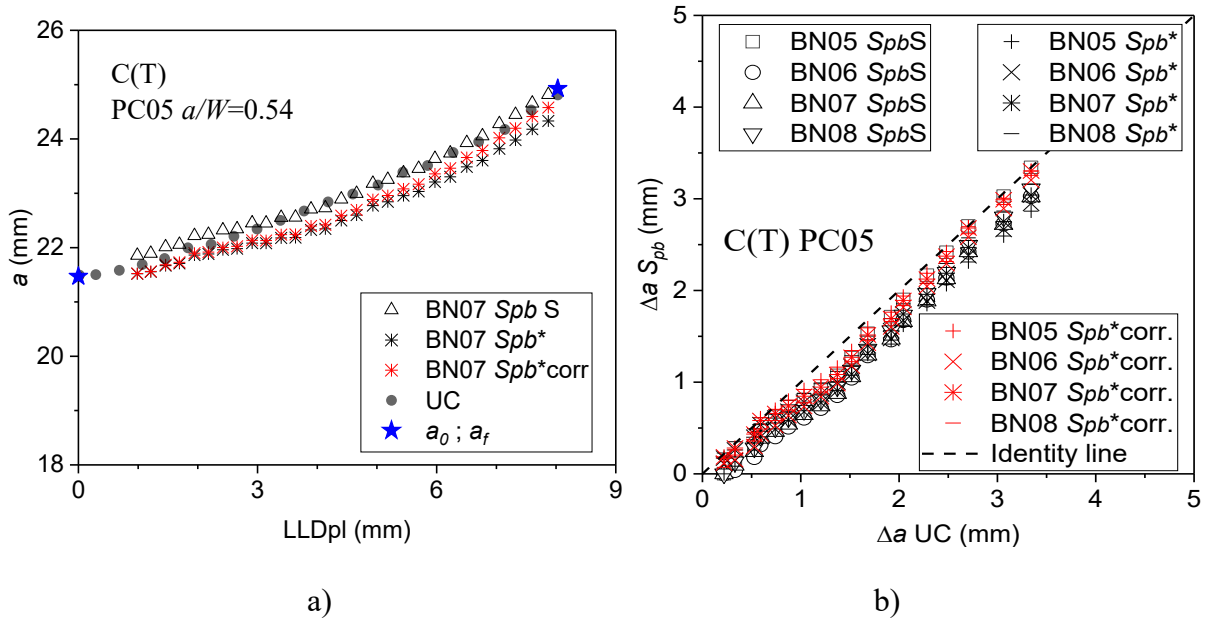 26
24
22
20
18
a (mm)
C(T)
PC05 a/W=0.54
BN07 Spb S
BN07 Spb*
BN07 Spb*corr
UC
a0 ; af
0
3
6
9
LLDpl (mm)
a)
5
4
3
2
1
0
Δa Spb (mm)
BN05 SpbS
BN06 SpbS
BN07 SpbS
BN08 SpbS
BN05 Spb*
BN06 Spb*
BN07 Spb*
BN08 Spb*
C(T) PC05
BN05 Spb*corr.
BN06 Spb*corr.
BN07 Spb*corr.
BN08 Spb*corr.
Identity line
0
1
2
3
4
5
Δa UC (mm)
b)